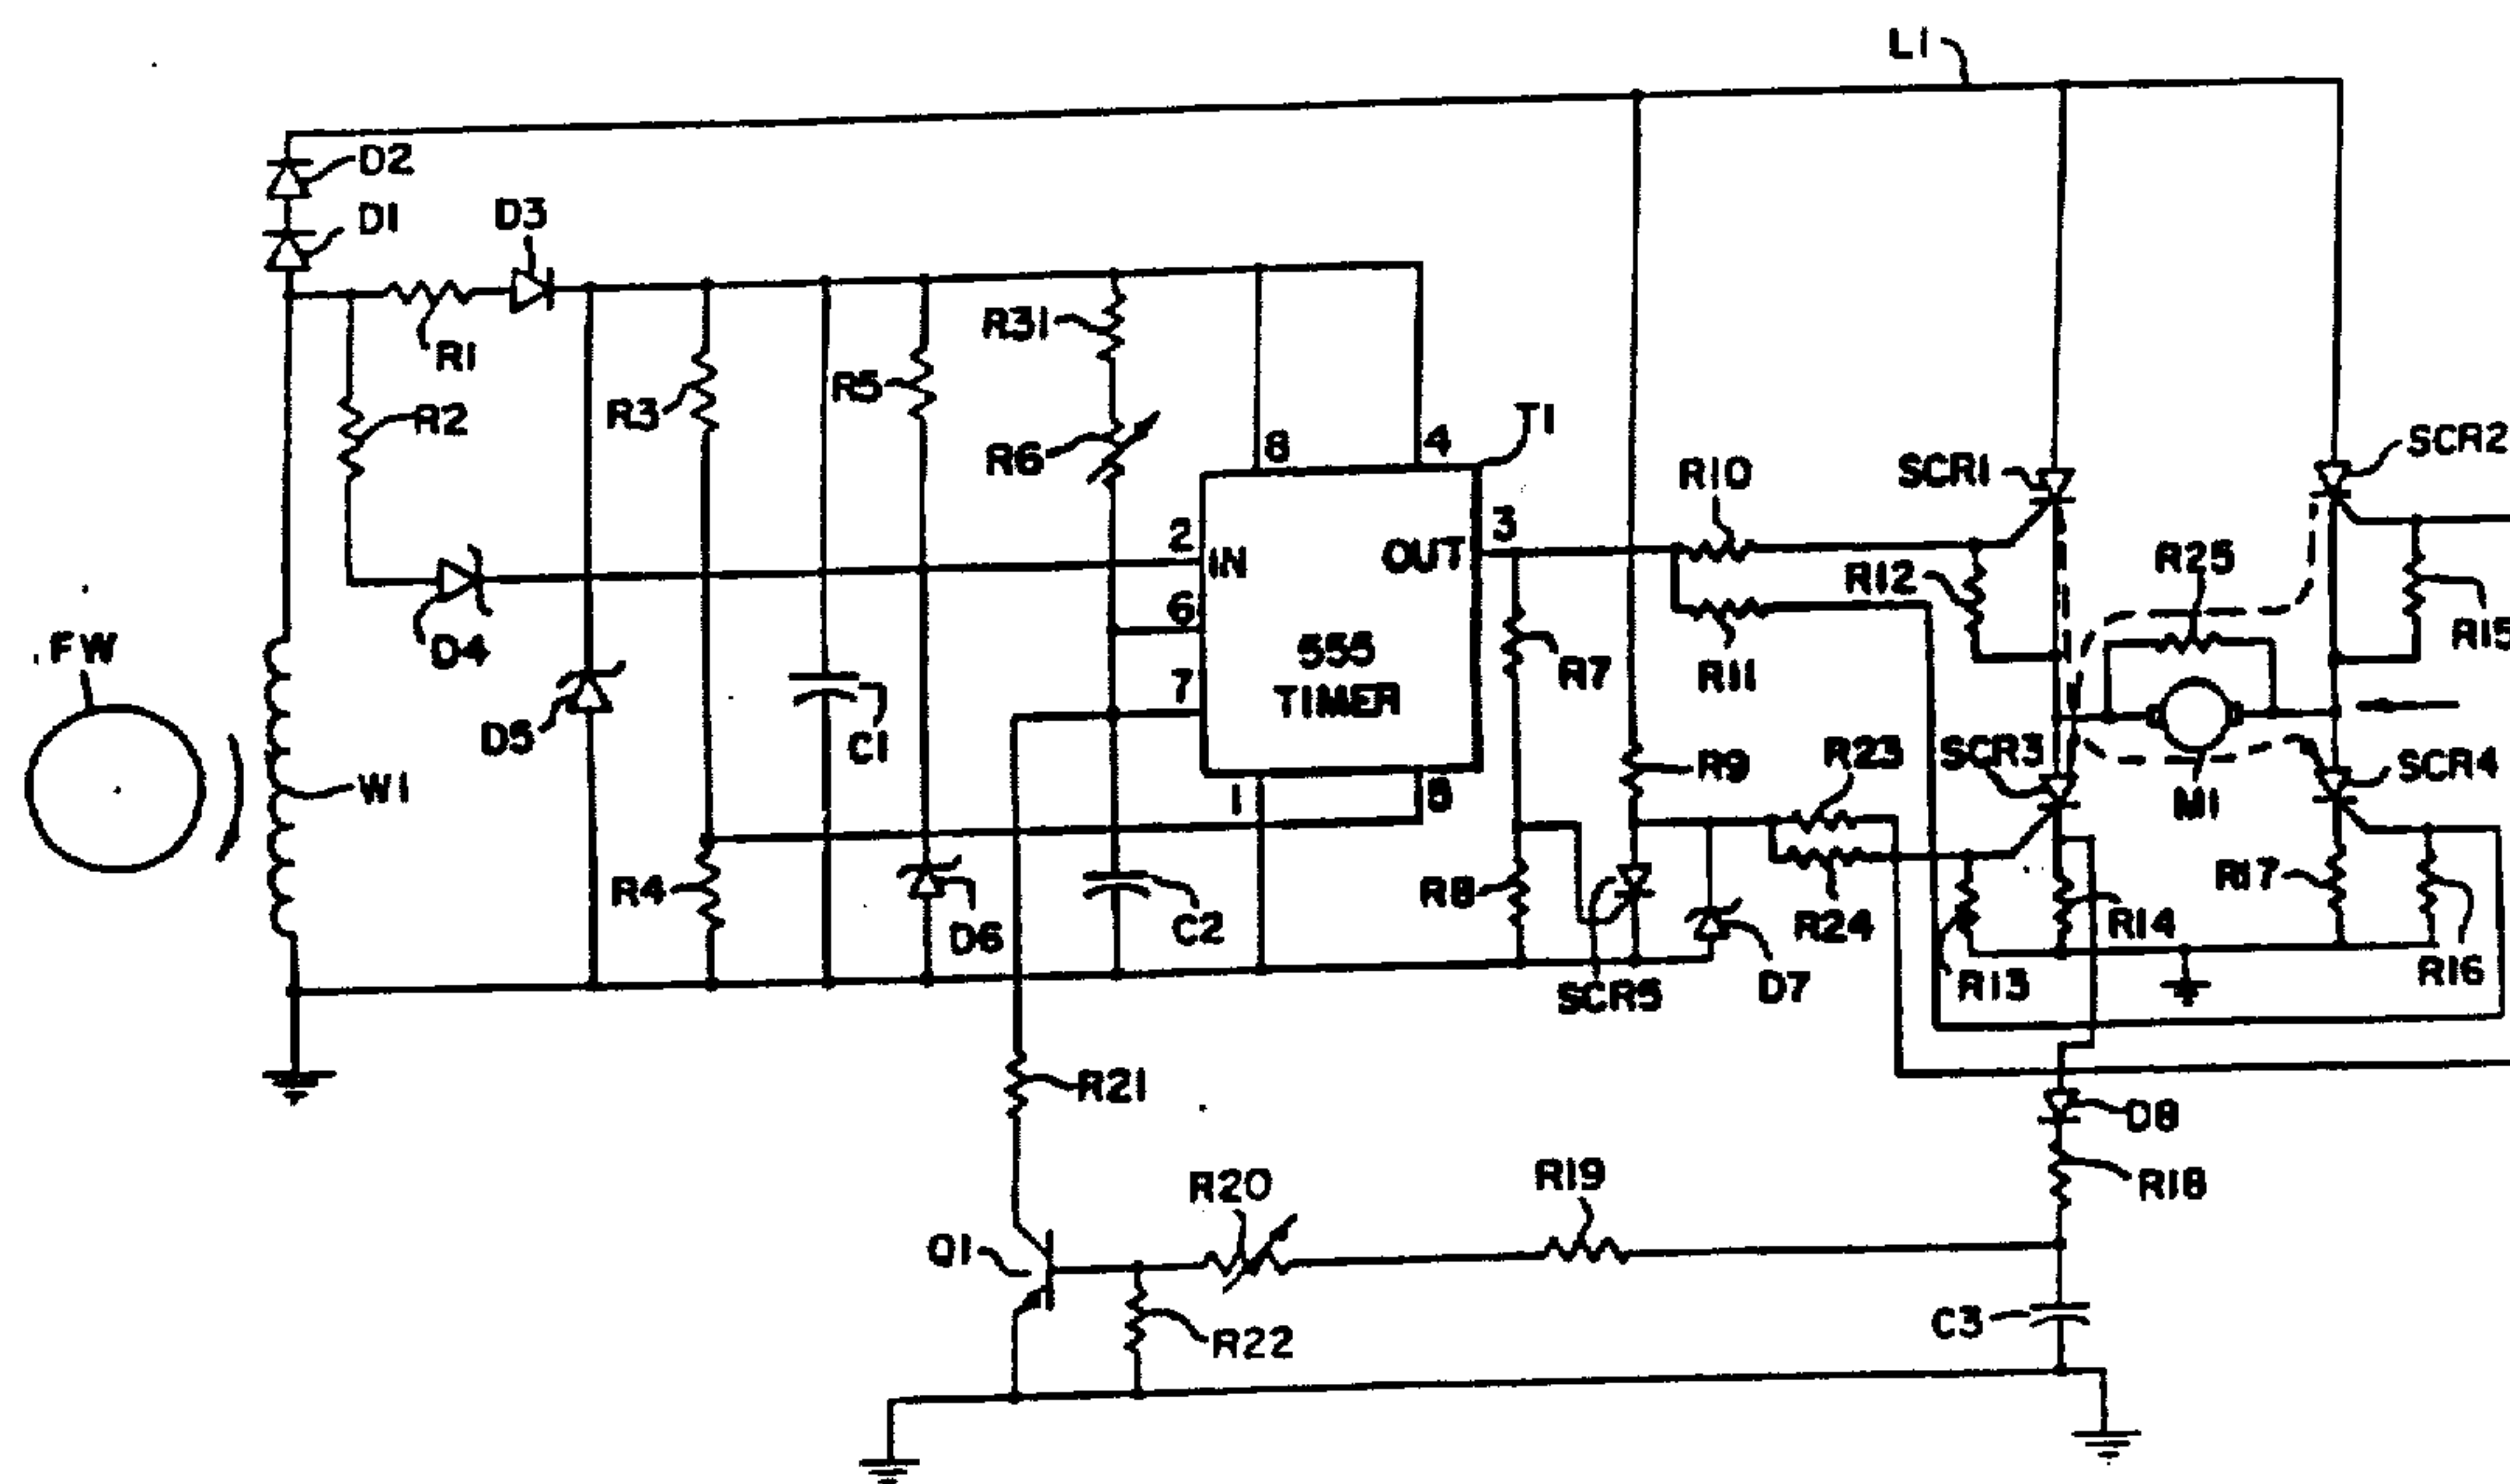 L1
D2
D1
D3
R1
R2
R3
R5
R31
R6
T1
8
4
2
IN
6
7
3
OUT
555
TIMER
1
5
D4
FW
W1
D5
C1
R4
D6
C2
R7
R8
R9
R10
R11
R12
SCR1
SCR2
R25
R15
R23
SCR3
SCR4
M1
R24
R17
R14
R13
R16
SCR5
D7
R21
D8
R18
R19
R20
Q1
R22
C3